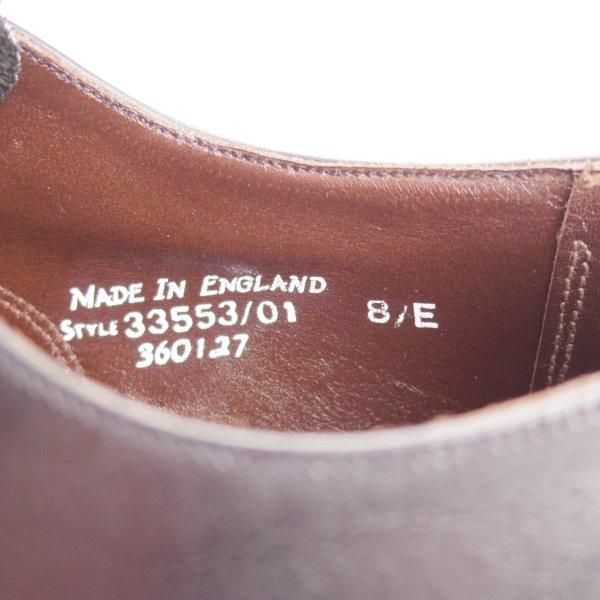 MADE IN ENGLAND
STYLE 33553/01 8/E
360127